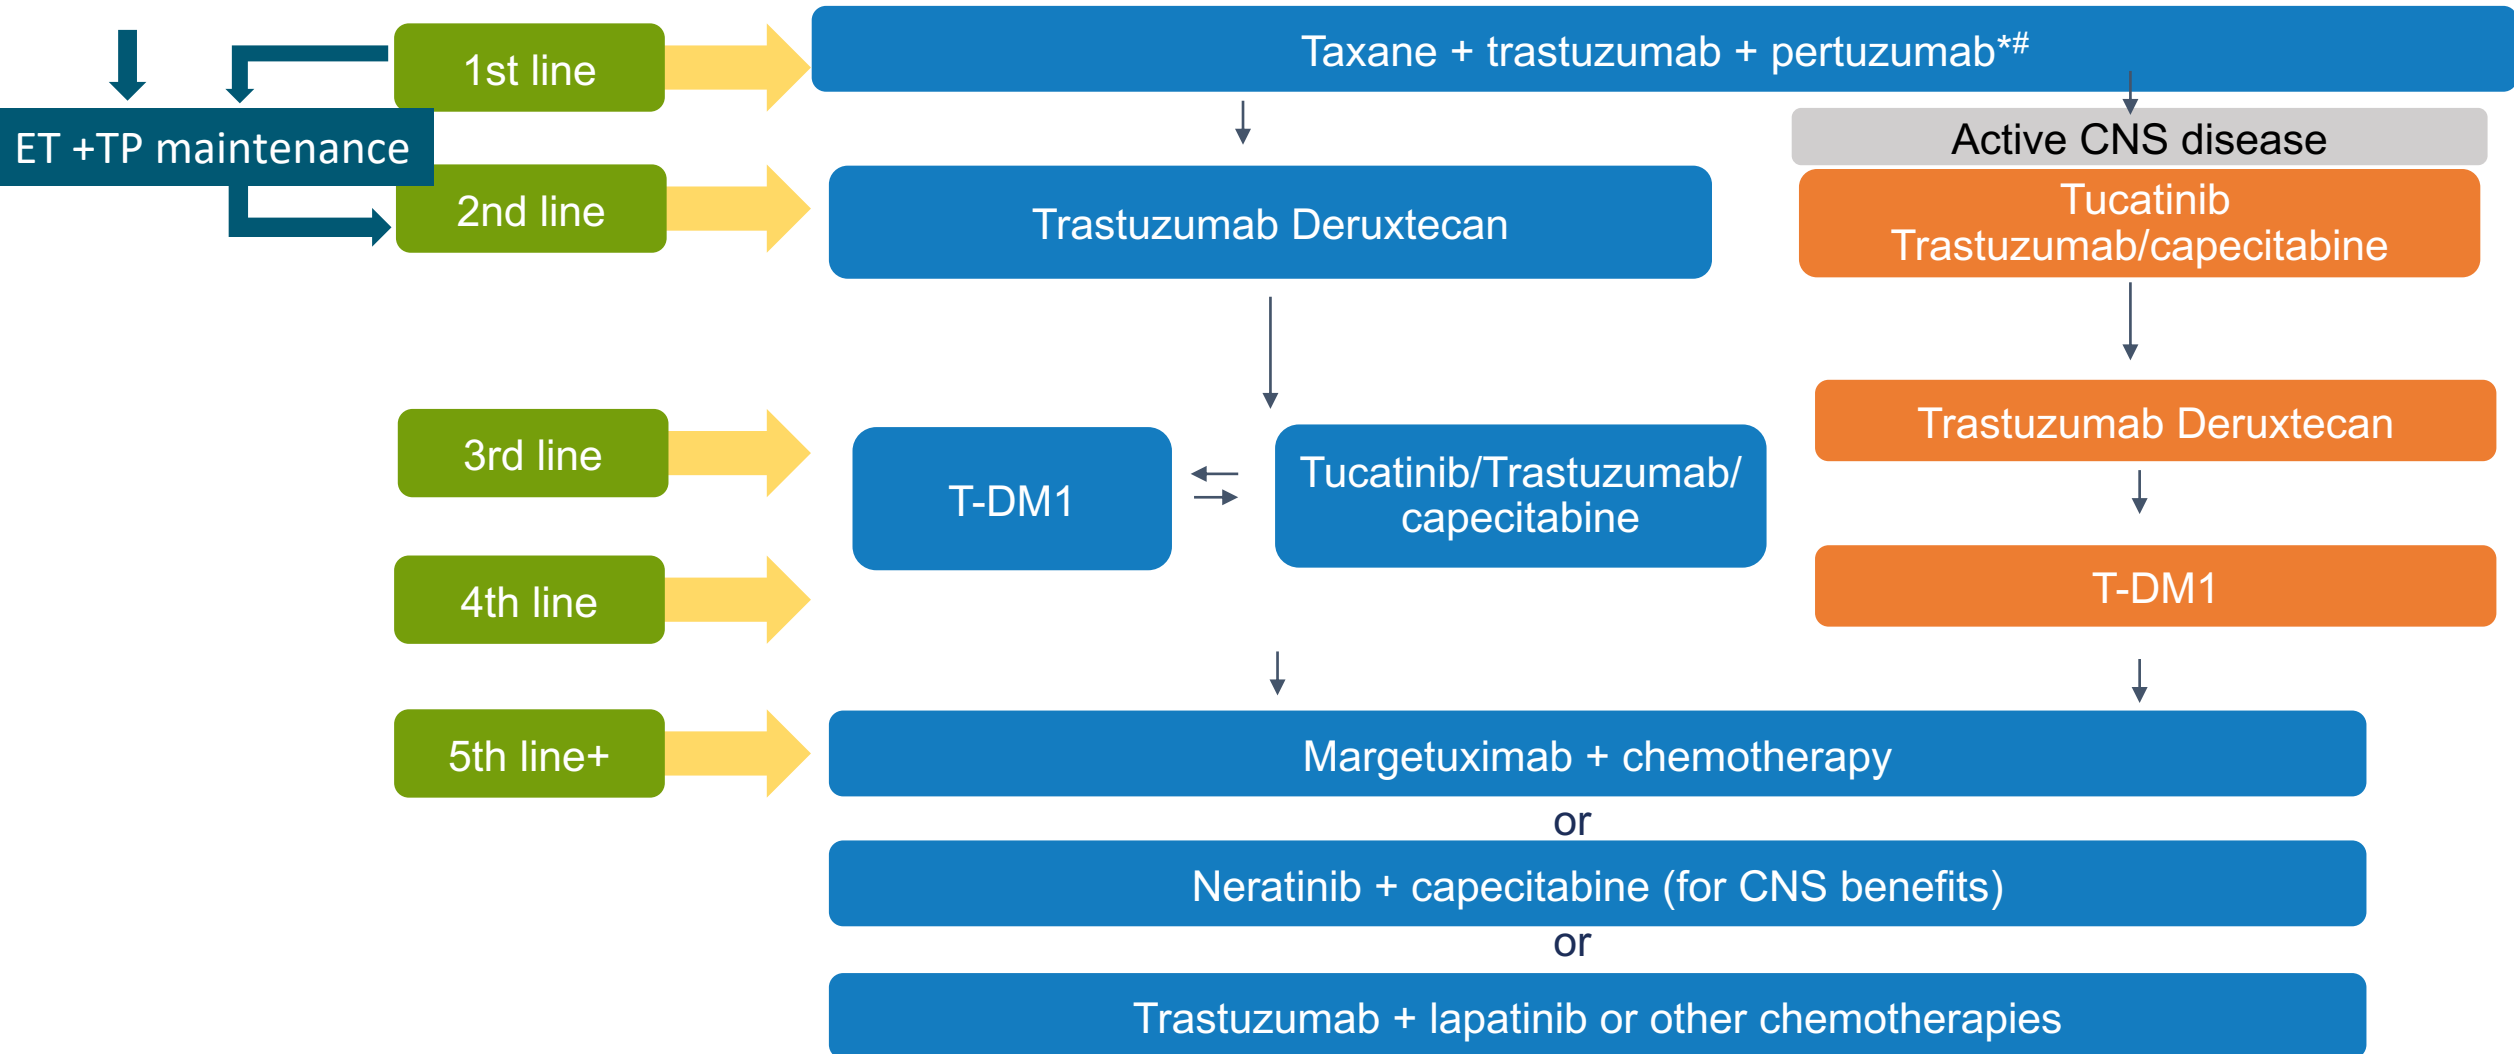 1st line
Taxane + trastuzumab + pertuzumab*#
ET +TP maintenance
Active CNS disease
2nd line
Trastuzumab Deruxtecan
Tucatinib
Trastuzumab/capecitabine
3rd line
T-DM1
Tucatinib/Trastuzumab/
capecitabine
Trastuzumab Deruxtecan
4th line
T-DM1
5th line+
Margetuximab + chemotherapy
or
Neratinib + capecitabine (for CNS benefits)
or
Trastuzumab + lapatinib or other chemotherapies